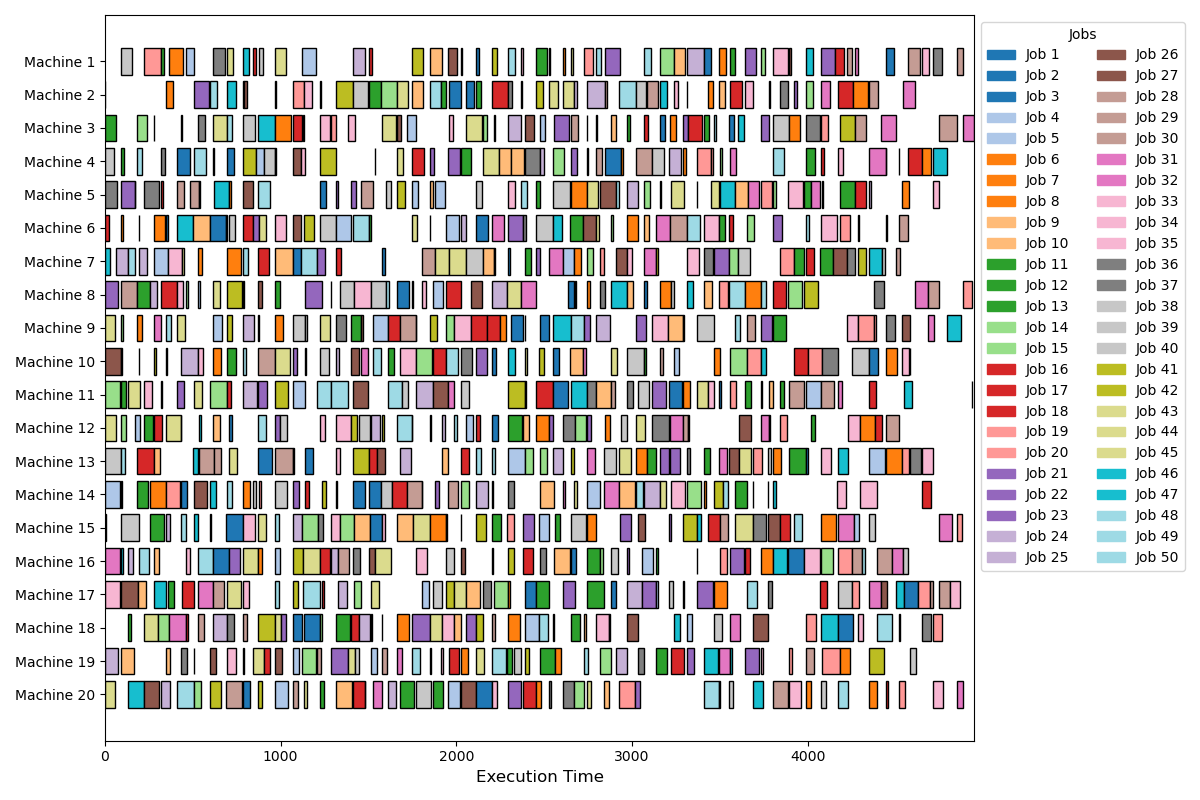 Machine 1
Machine 2
Machine 3
Machine 4
Machine 5
Machine 6
Machine 7
Machine 8
Machine 9
Machine 10
Machine 11
Machine 12
Machine 13
Machine 14
Machine 15
Machine 16
Machine 17
Machine 18
Machine 19
Machine 20
0 1000 2000 3000 4000
Execution Time
Jobs
Job 1
Job 2
Job 3
Job 4
Job 5
Job 6
Job 7
Job 8
Job 9
Job 10
Job 11
Job 12
Job 13
Job 14
Job 15
Job 16
Job 17
Job 18
Job 19
Job 20
Job 21
Job 22
Job 23
Job 24
Job 25
Job 26
Job 27
Job 28
Job 29
Job 30
Job 31
Job 32
Job 33
Job 34
Job 35
Job 36
Job 37
Job 38
Job 39
Job 40
Job 41
Job 42
Job 43
Job 44
Job 45
Job 46
Job 47
Job 48
Job 49
Job 50